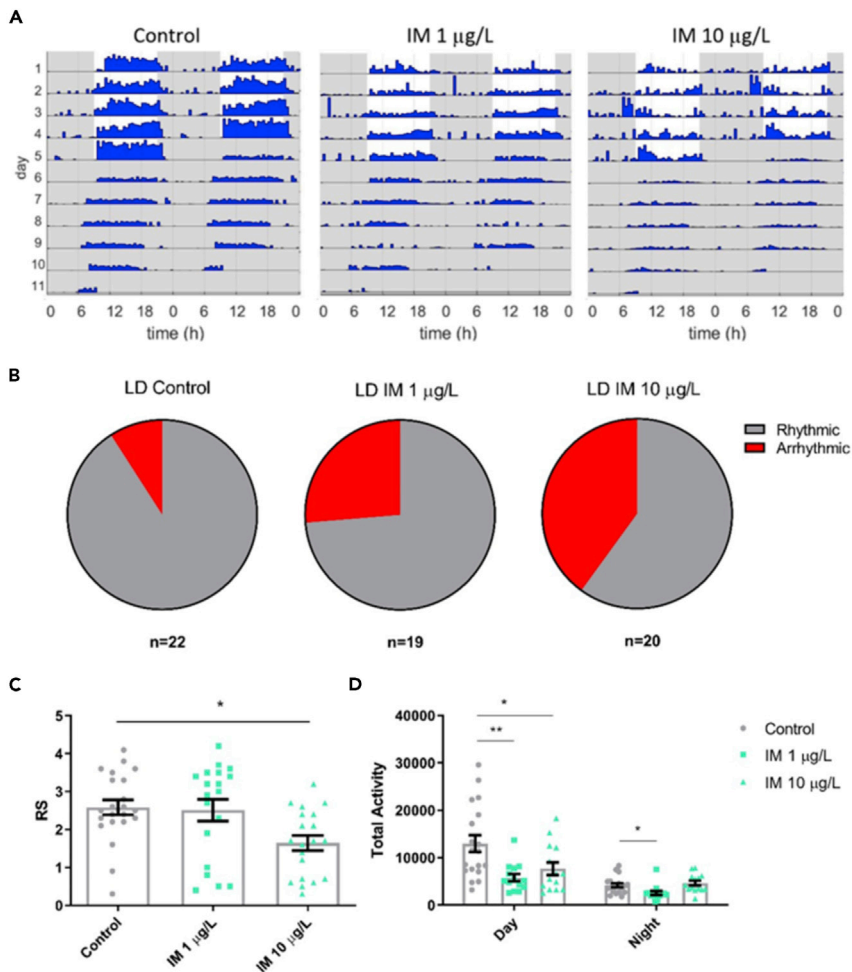 A
Control
IM 1 μg/L
IM 10 μg/L
day
1
2
3
4
5
6
7
8
9
10
11
0 6 12 18 0 6 12 18 0
0 6 12 18 0 6 12 18 0
0 6 12 18 0 6 12 18 0
time (h)
time (h)
time (h)
B
LD Control
LD IM 1 μg/L
LD IM 10 μg/L
Rhythmic
Arrhythmic
n=22
n=19
n=20
C
*
RS
5
4
3
2
1
0
Control
IM 1 μg/L
IM 10 μg/L
D
*
**
*
Total Activity
40000
30000
20000
10000
0
Day
Night
Control
IM 1 μg/L
IM 10 μg/L